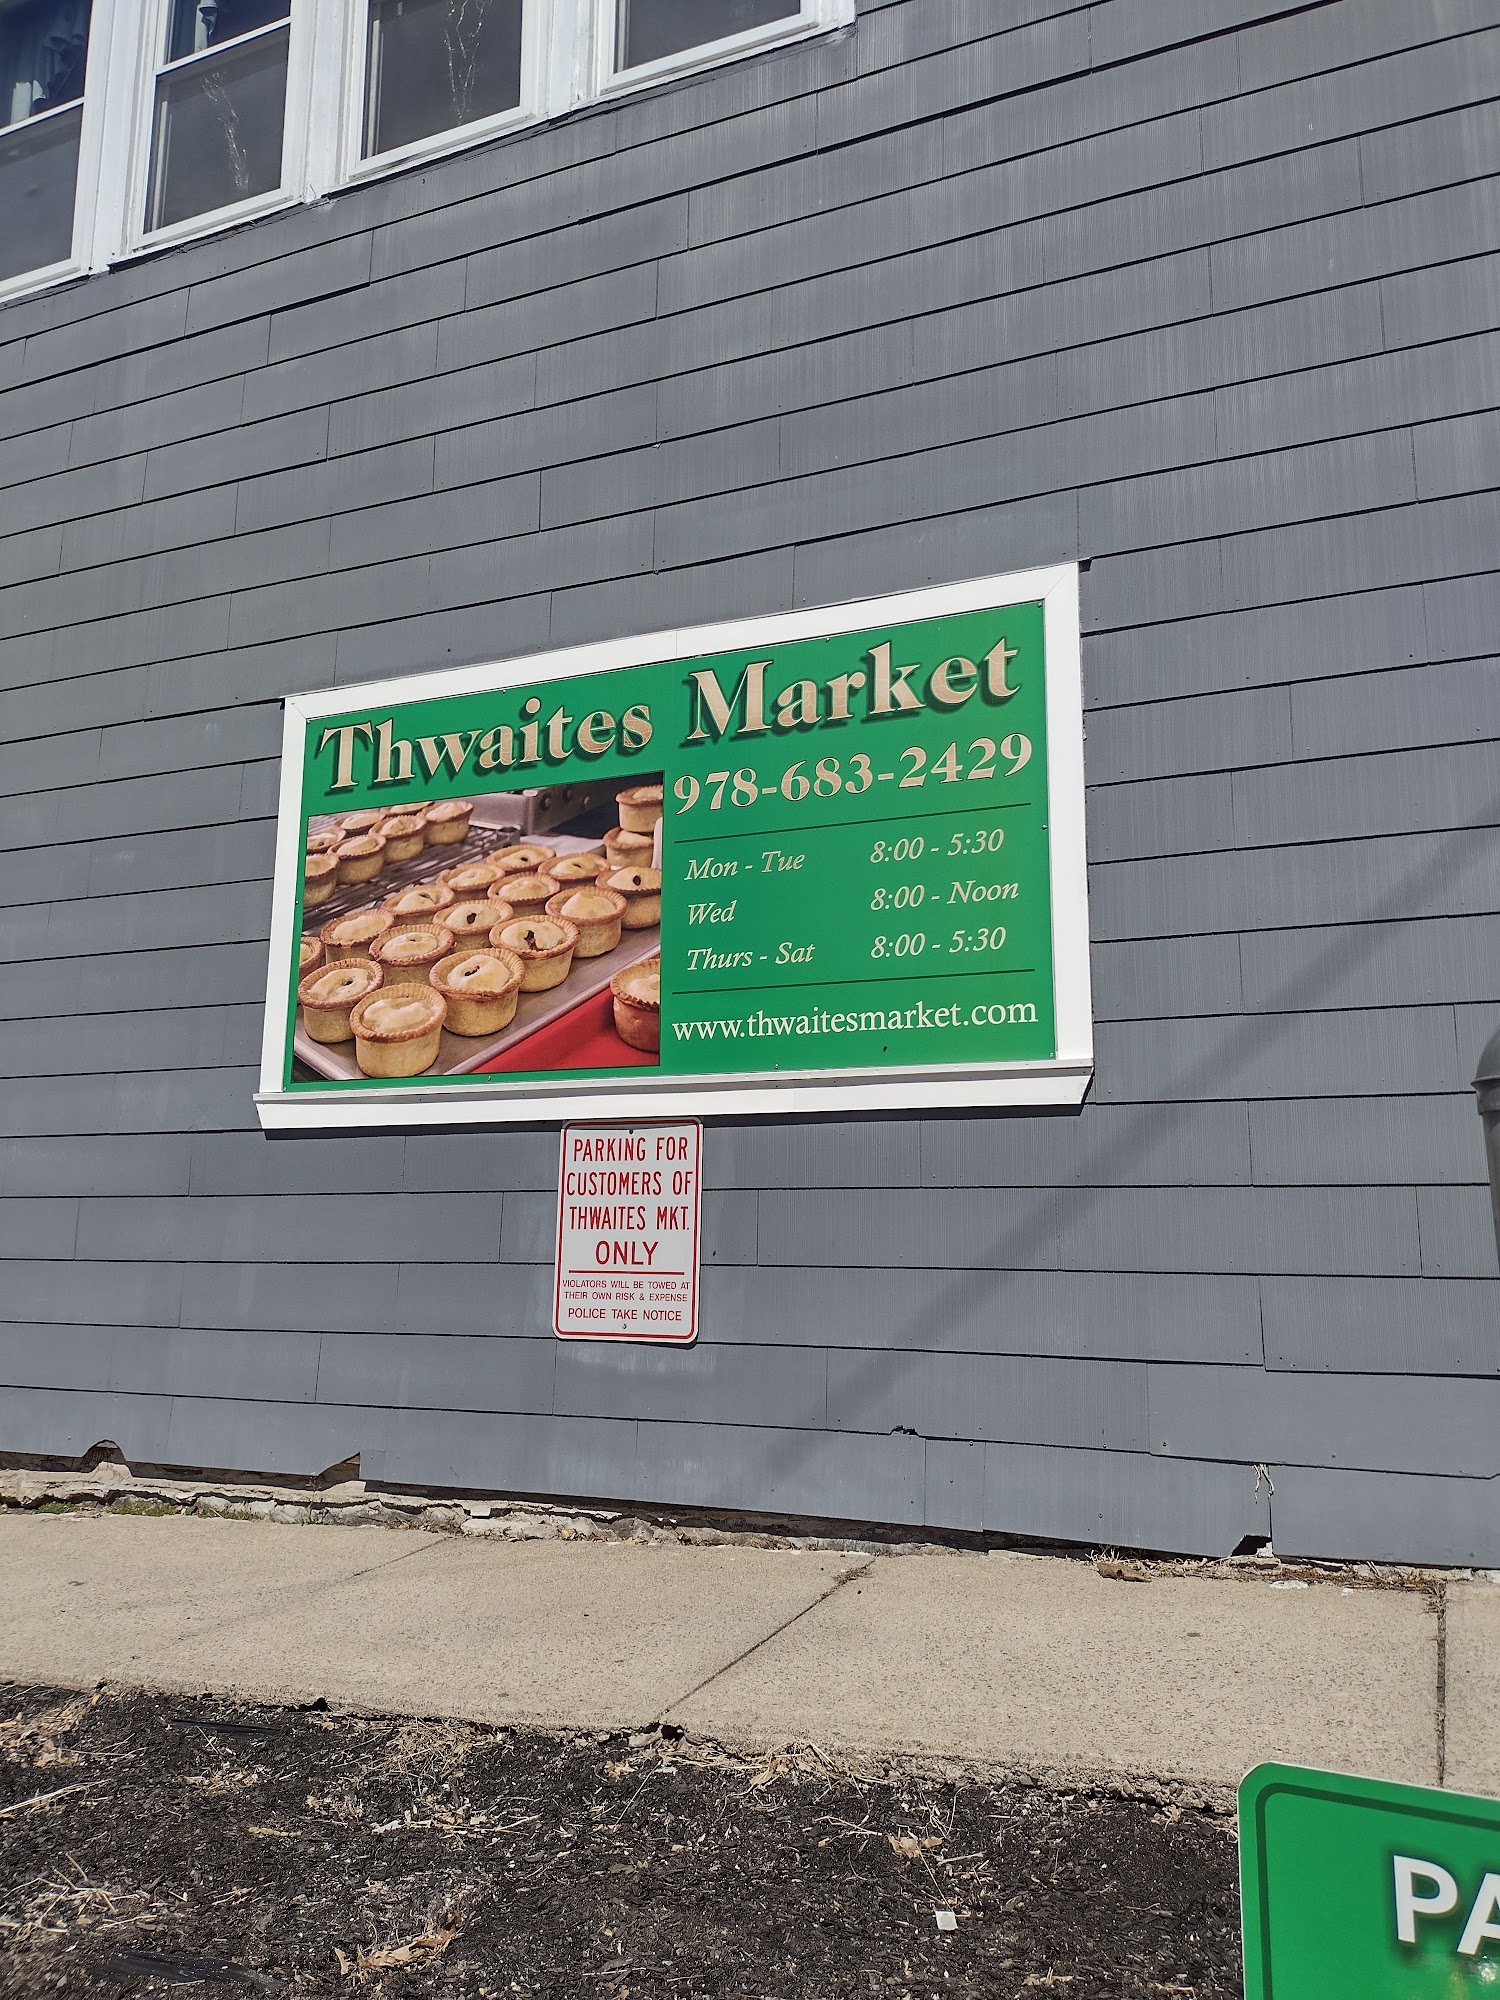 Thwaites Market
978-683-2429
Mon - Tue 8:00 - 5:30
Wed 8:00 - Noon
Thurs - Sat 8:00 - 5:30
www.thwaitesmarket.com
PARKING FOR
CUSTOMERS OF
THWAITES MKT.
ONLY
VIOLATORS WILL BE TOWED AT
THEIR OWN RISK & EXPENSE
POLICE TAKE NOTICE